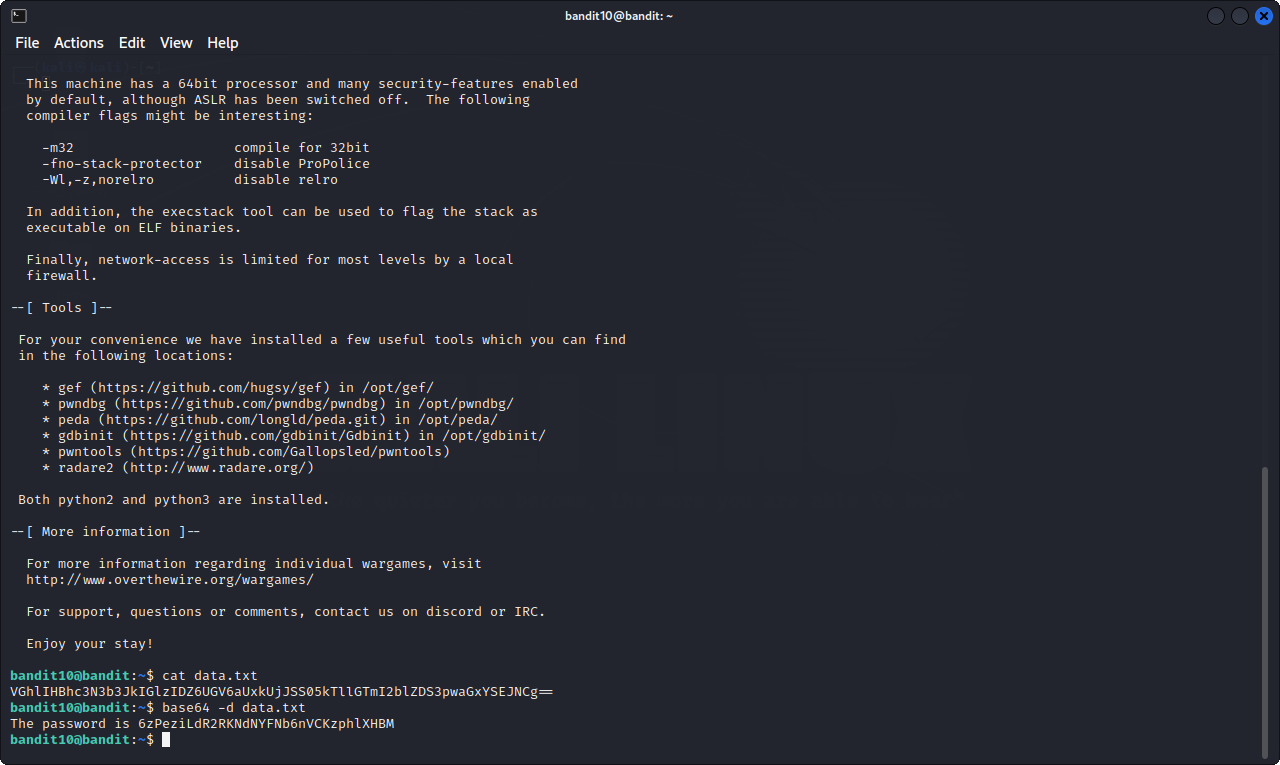 bandit10@bandit: ~
File Actions Edit View Help
This machine has a 64bit processor and many security-features enabled
by default, although ASLR has been switched off.  The following
compiler flags might be interesting:
-m32                    compile for 32bit
-fno-stack-protector    disable ProPolice
-Wl,-z,norelro          disable relro
In addition, the execstack tool can be used to flag the stack as
executable on ELF binaries.
Finally, network-access is limited for most levels by a local
firewall.
--[ Tools ]--
For your convenience we have installed a few useful tools which you can find
in the following locations:
* gef (https://github.com/hugsy/gef) in /opt/gef/
* pwndbg (https://github.com/pwndbg/pwndbg) in /opt/pwndbg/
* peda (https://github.com/longld/peda.git) in /opt/peda/
* gdbinit (https://github.com/gdbinit/Gdbinit) in /opt/gdbinit/
* pwntools (https://github.com/Gallopsled/pwntools)
* radare2 (http://www.radare.org/)
Both python2 and python3 are installed.
--[ More information ]--
For more information regarding individual wargames, visit
http://www.overthewire.org/wargames/
For support, questions or comments, contact us on discord or IRC.
Enjoy your stay!
bandit10@bandit:~$ cat data.txt
VGhlIHBhc3N3b3JkIGlzIDZ6UGV6aUxkUjJSS05kTllGTmI2blZDS3pwaGxYSEJNCg==
bandit10@bandit:~$ base64 -d data.txt
The password is 6zPeziLdR2RKNdNYFNb6nVCKzphlXHBM
bandit10@bandit:~$